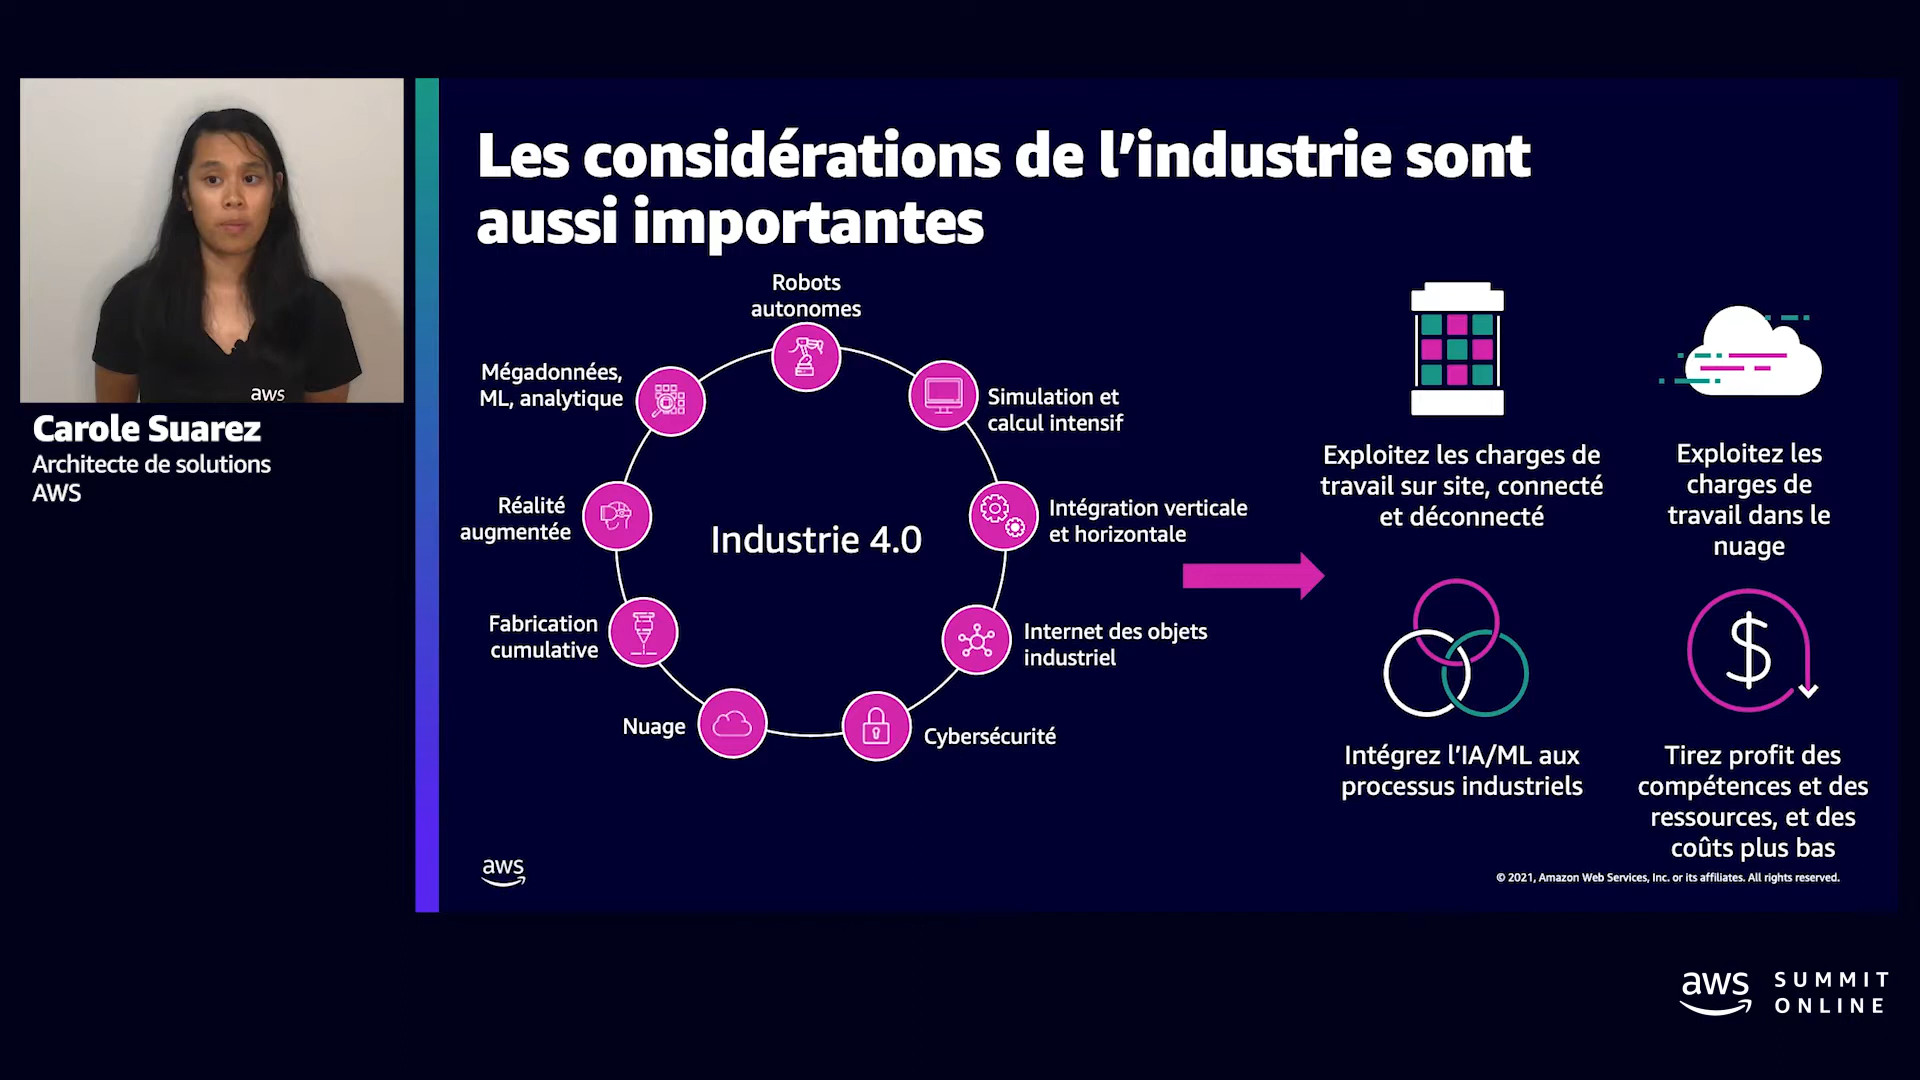 aws
Carole Suarez
Architecte de solutions
AWS
Les considérations de l’industrie sont
aussi importantes
Robots
autonomes
Mégadonnées,
ML, analytique
Simulation et
calcul intensif
Réalité
augmentée
Industrie 4.0
Intégration verticale
et horizontale
Fabrication
cumulative
Internet des objets
industriel
Nuage
Cybersécurité
Exploitez les charges de
travail sur site, connecté
et déconnecté
Exploitez les
charges de
travail dans le
nuage
Intégrez l’IA/ML aux
processus industriels
Tirez profit des
compétences et des
ressources, et des
coûts plus bas
aws
© 2021, Amazon Web Services, Inc. or its affiliates. All rights reserved.
aws SUMMIT
ONLINE